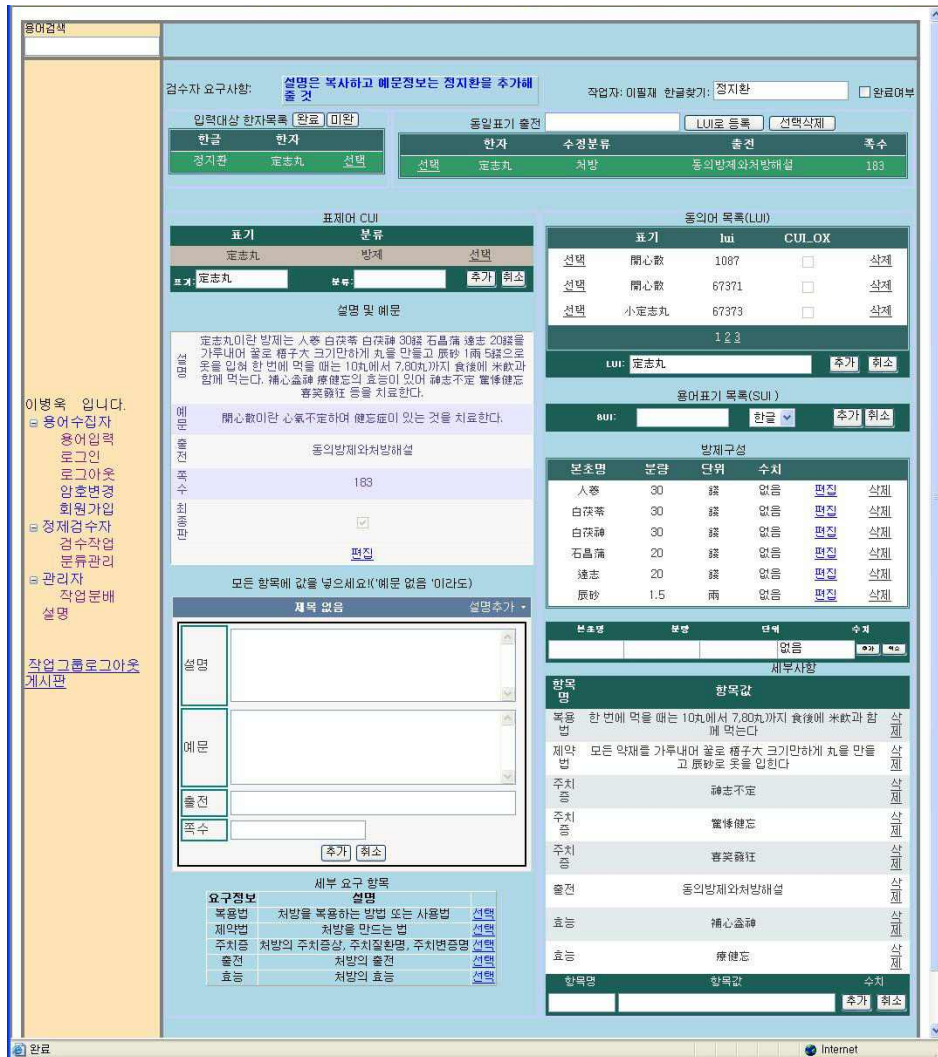 용어검색
검수자 요구사항: 설명은 복사하고 예문정보는 정지환을 추가해
줄 것
작업자: 이필재 한글찾기: 정지환 완료여부
입력대상 한자목록 완료 미완
한글 한자
정지환 定志丸 선택
동일표기 출전 LUI로 등록 선택삭제
한자 수정분류 출전 쪽수
선택 定志丸 처방 동의방제와처방해설 183
이병욱 입니다.
용어수집자
용어입력
로그인
로그아웃
암호변경
회원가입
정제검수자
검수작업
분류관리
관리자
작업분배
설명
작업그룹로그아웃
게시판
표제어 CUI
표기 분류
定志丸 방제 선택
표기: 定志丸 분류: 추가 취소
설명 및 예문
설명
定志丸이란 방제는 人蔘 白茯苓 白茯神 30錢 石菖蒲 遠志 20錢을
가루내어 꿀로 梧子大 크기만하게 丸을 만들고 辰砂 1兩 5錢으로
옷을 입혀 한 번에 먹을 때는 10丸에서 7,80丸까지 食後에 米飮과
함께 먹는다. 補心益神 療健忘의 효능이 있어 神志不定 驚悸健忘
喜笑發狂 등을 치료한다.
예문 開心散이란 心氣不定하여 健忘症이 있는 것을 치료한다.
출전 동의방제와처방해설
쪽수 183
최종판
편집
모든 항목에 값을 넣으세요!('예문 없음 '이라도)
제목 없음 설명추가
설명
예문
출전
쪽수
추가 취소
세부 요구 항목
요구정보 설명
복용법 처방을 복용하는 방법 또는 사용법 선택
제약법 처방을 만드는 법 선택
주치증 처방의 주치증상, 주치질환명, 주치변증명 선택
출전 처방의 출전 선택
효능 처방의 효능 선택
동의어 목록(LUI)
표기 lui CUI_OX
선택 開心散 1087 삭제
선택 開心散 67371 삭제
선택 小定志丸 67373 삭제
1 2 3
LUI: 定志丸 추가 취소
용어표기 목록(SUI )
SUI: 한글 추가 취소
방제구성
본초명 분량 단위 수치
人蔘 30 錢 없음 편집 삭제
白茯苓 30 錢 없음 편집 삭제
白茯神 30 錢 없음 편집 삭제
石菖蒲 20 錢 없음 편집 삭제
遠志 20 錢 없음 편집 삭제
辰砂 1.5 兩 없음 편집 삭제
본초명 분량 단위 수치
없음 추가 취소
세부사항
항목명 항목값
복용법 한 번에 먹을 때는 10丸에서 7,80丸까지 食後에 米飮과 함
께 먹는다 삭제
제약법 모든 약재를 가루내어 꿀로 梧子大 크기만하게 丸을 만들
고 辰砂로 옷을 입힌다 삭제
주치증 神志不定 삭제
주치증 驚悸健忘 삭제
주치증 喜笑發狂 삭제
출전 동의방제와처방해설 삭제
효능 補心益神 삭제
효능 療健忘 삭제
항목명 항목값 수치
추가 취소
완료 Internet